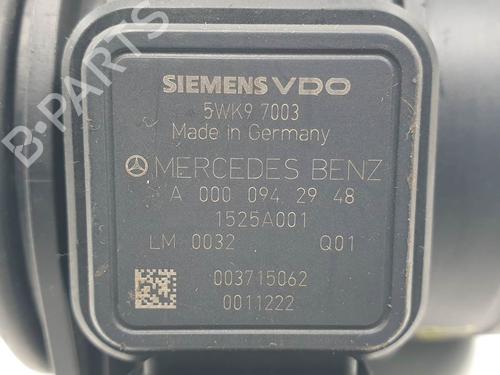 B-PARTS
SIEMENS VDO
5WK9 7003
Made in Germany
MERCEDES BENZ
A 000 094 29 48
1525A001
LM 0032 Q01
003715062
0011222